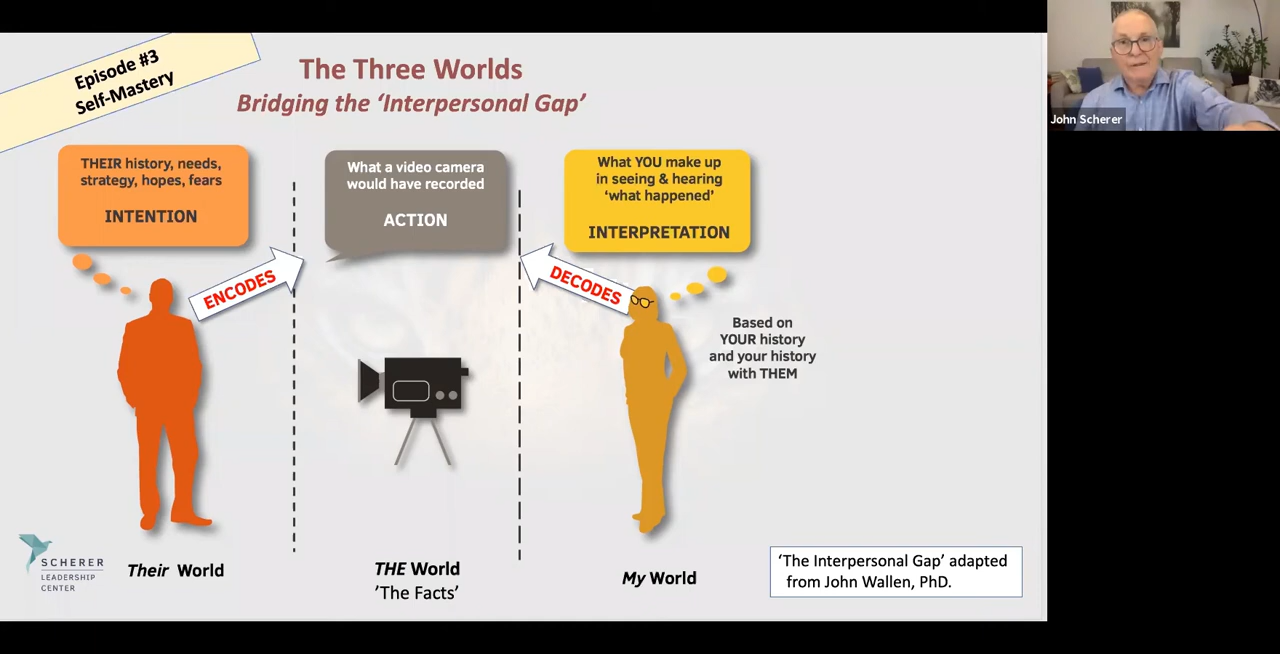 Episode #3
Self-Mastery
The Three Worlds
Bridging the ‘Interpersonal Gap’
THEIR history, needs,
strategy, hopes, fears
INTENTION
What a video camera
would have recorded
ACTION
What YOU make up
in seeing & hearing
‘what happened’
INTERPRETATION
ENCODES
DECODES
Based on
YOUR history
and your history
with THEM
SCHERER
LEADERSHIP
CENTER
Their World
THE World
’The Facts’
My World
‘The Interpersonal Gap’ adapted
from John Wallen, PhD.
John Scherer